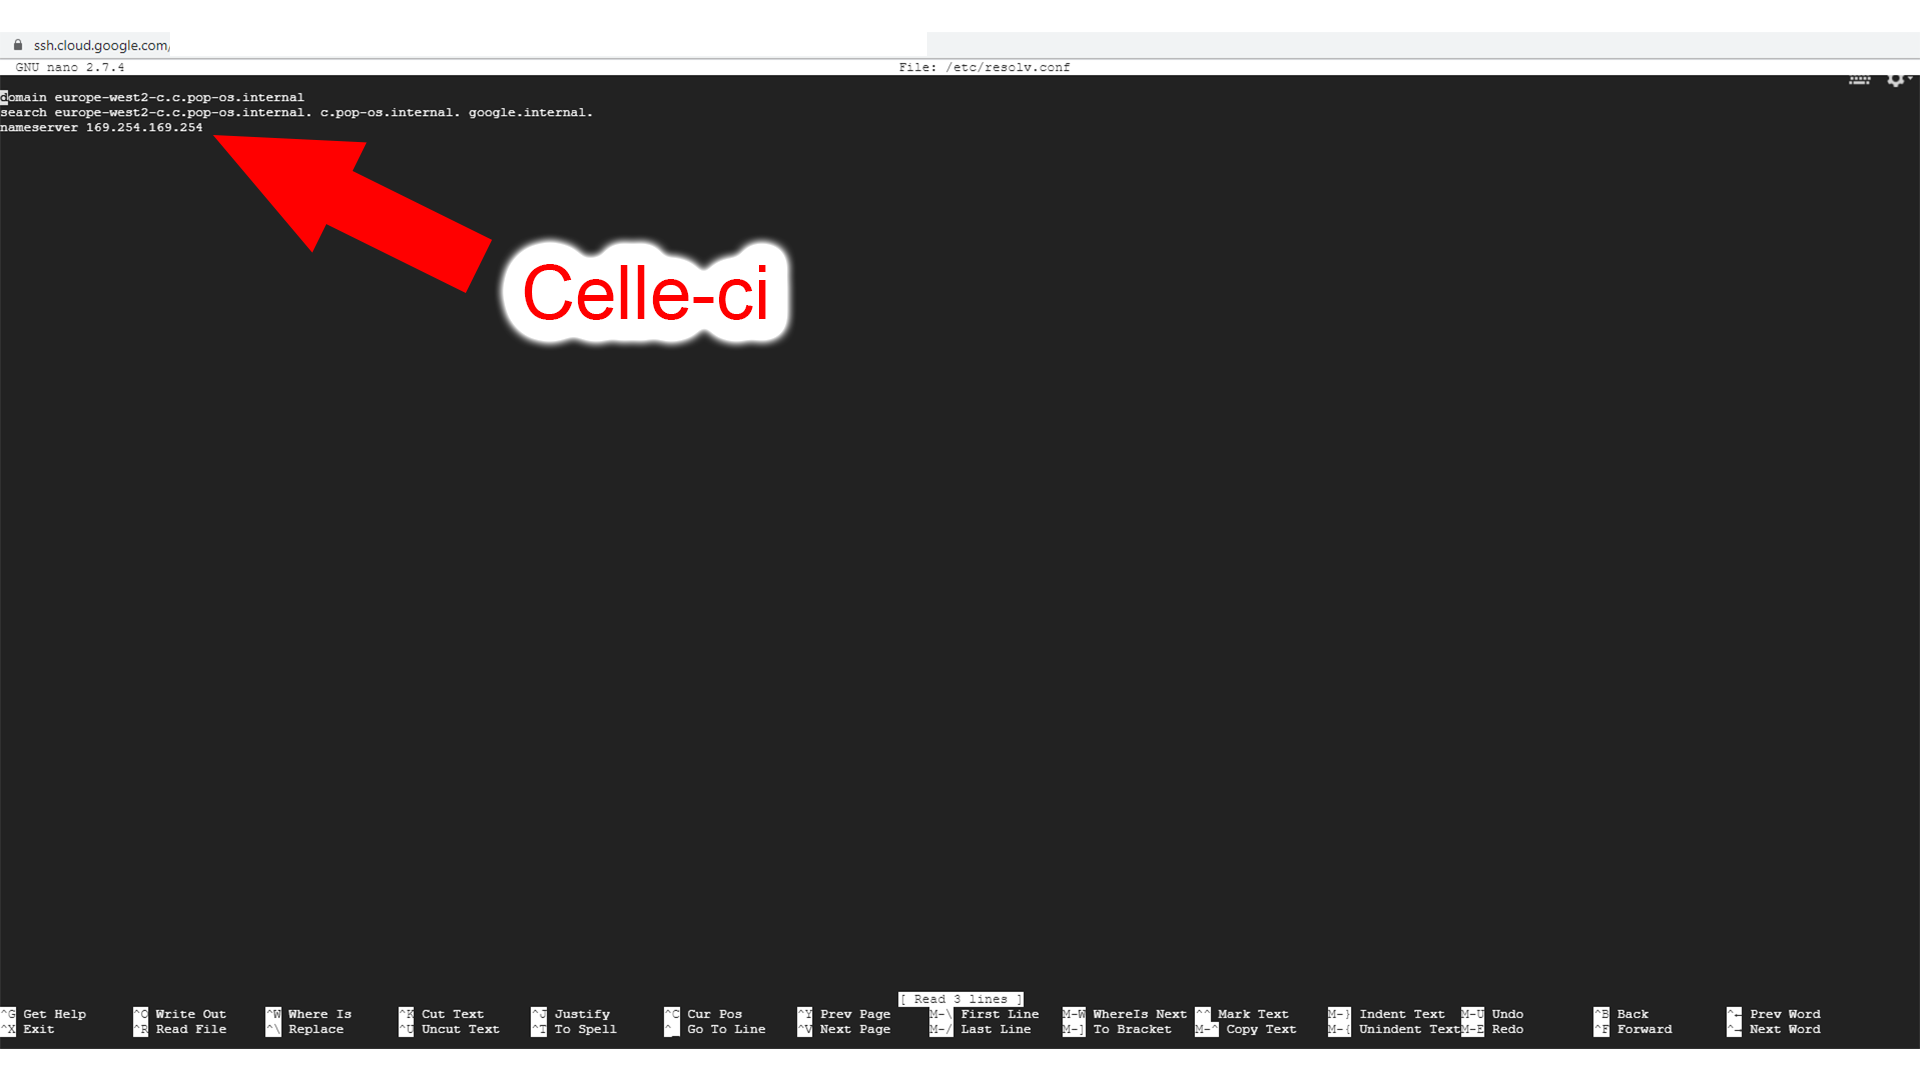 ssh.cloud.google.com/
GNU nano 2.7.4 File: /etc/resolv.conf
domain europe-west2-c.c.pop-os.internal
search europe-west2-c.c.pop-os.internal. c.pop-os.internal. google.internal.
nameserver 169.254.169.254
Celle-ci
[ Read 3 lines ]
^G Get Help ^O Write Out ^W Where Is ^K Cut Text ^J Justify ^C Cur Pos ^Y Prev Page M-\ First Line M-W WhereIs Next ^^ Mark Text M-} Indent Text M-U Undo ^B Back ^← Prev Word
^X Exit ^R Read File ^\ Replace ^U Uncut Text ^T To Spell ^_ Go To Line ^V Next Page M-/ Last Line M-] To Bracket M-^ Copy Text M-{ Unindent Text M-E Redo ^F Forward ^→ Next Word